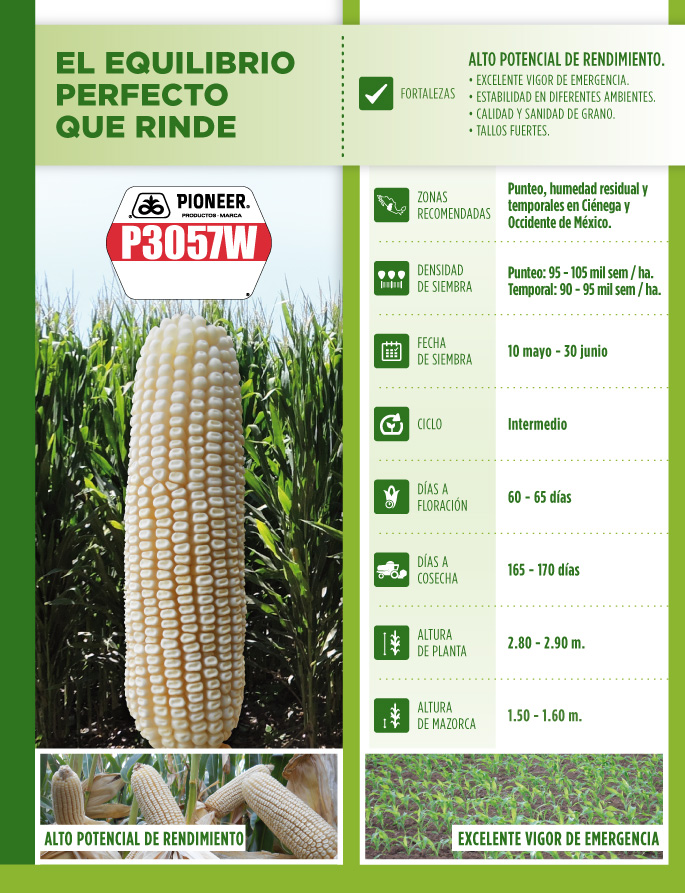 EL EQUILIBRIO
PERFECTO
QUE RINDE
FORTALEZAS
ALTO POTENCIAL DE RENDIMIENTO.
• EXCELENTE VIGOR DE EMERGENCIA.
• ESTABILIDAD EN DIFERENTES AMBIENTES.
• CALIDAD Y SANIDAD DE GRANO.
• TALLOS FUERTES.
PIONEER®
PRODUCTOS · MARCA
P3057W
ZONAS
RECOMENDADAS
Punteo, humedad residual y
temporales en Ciénega y
Occidente de México.
DENSIDAD
DE SIEMBRA
Punteo: 95 - 105 mil sem / ha.
Temporal: 90 - 95 mil sem / ha.
FECHA
DE SIEMBRA
10 mayo - 30 junio
CICLO
Intermedio
DÍAS A
FLORACIÓN
60 - 65 días
DÍAS A
COSECHA
165 - 170 días
ALTURA
DE PLANTA
2.80 - 2.90 m.
ALTURA
DE MAZORCA
1.50 - 1.60 m.
ALTO POTENCIAL DE RENDIMIENTO
EXCELENTE VIGOR DE EMERGENCIA